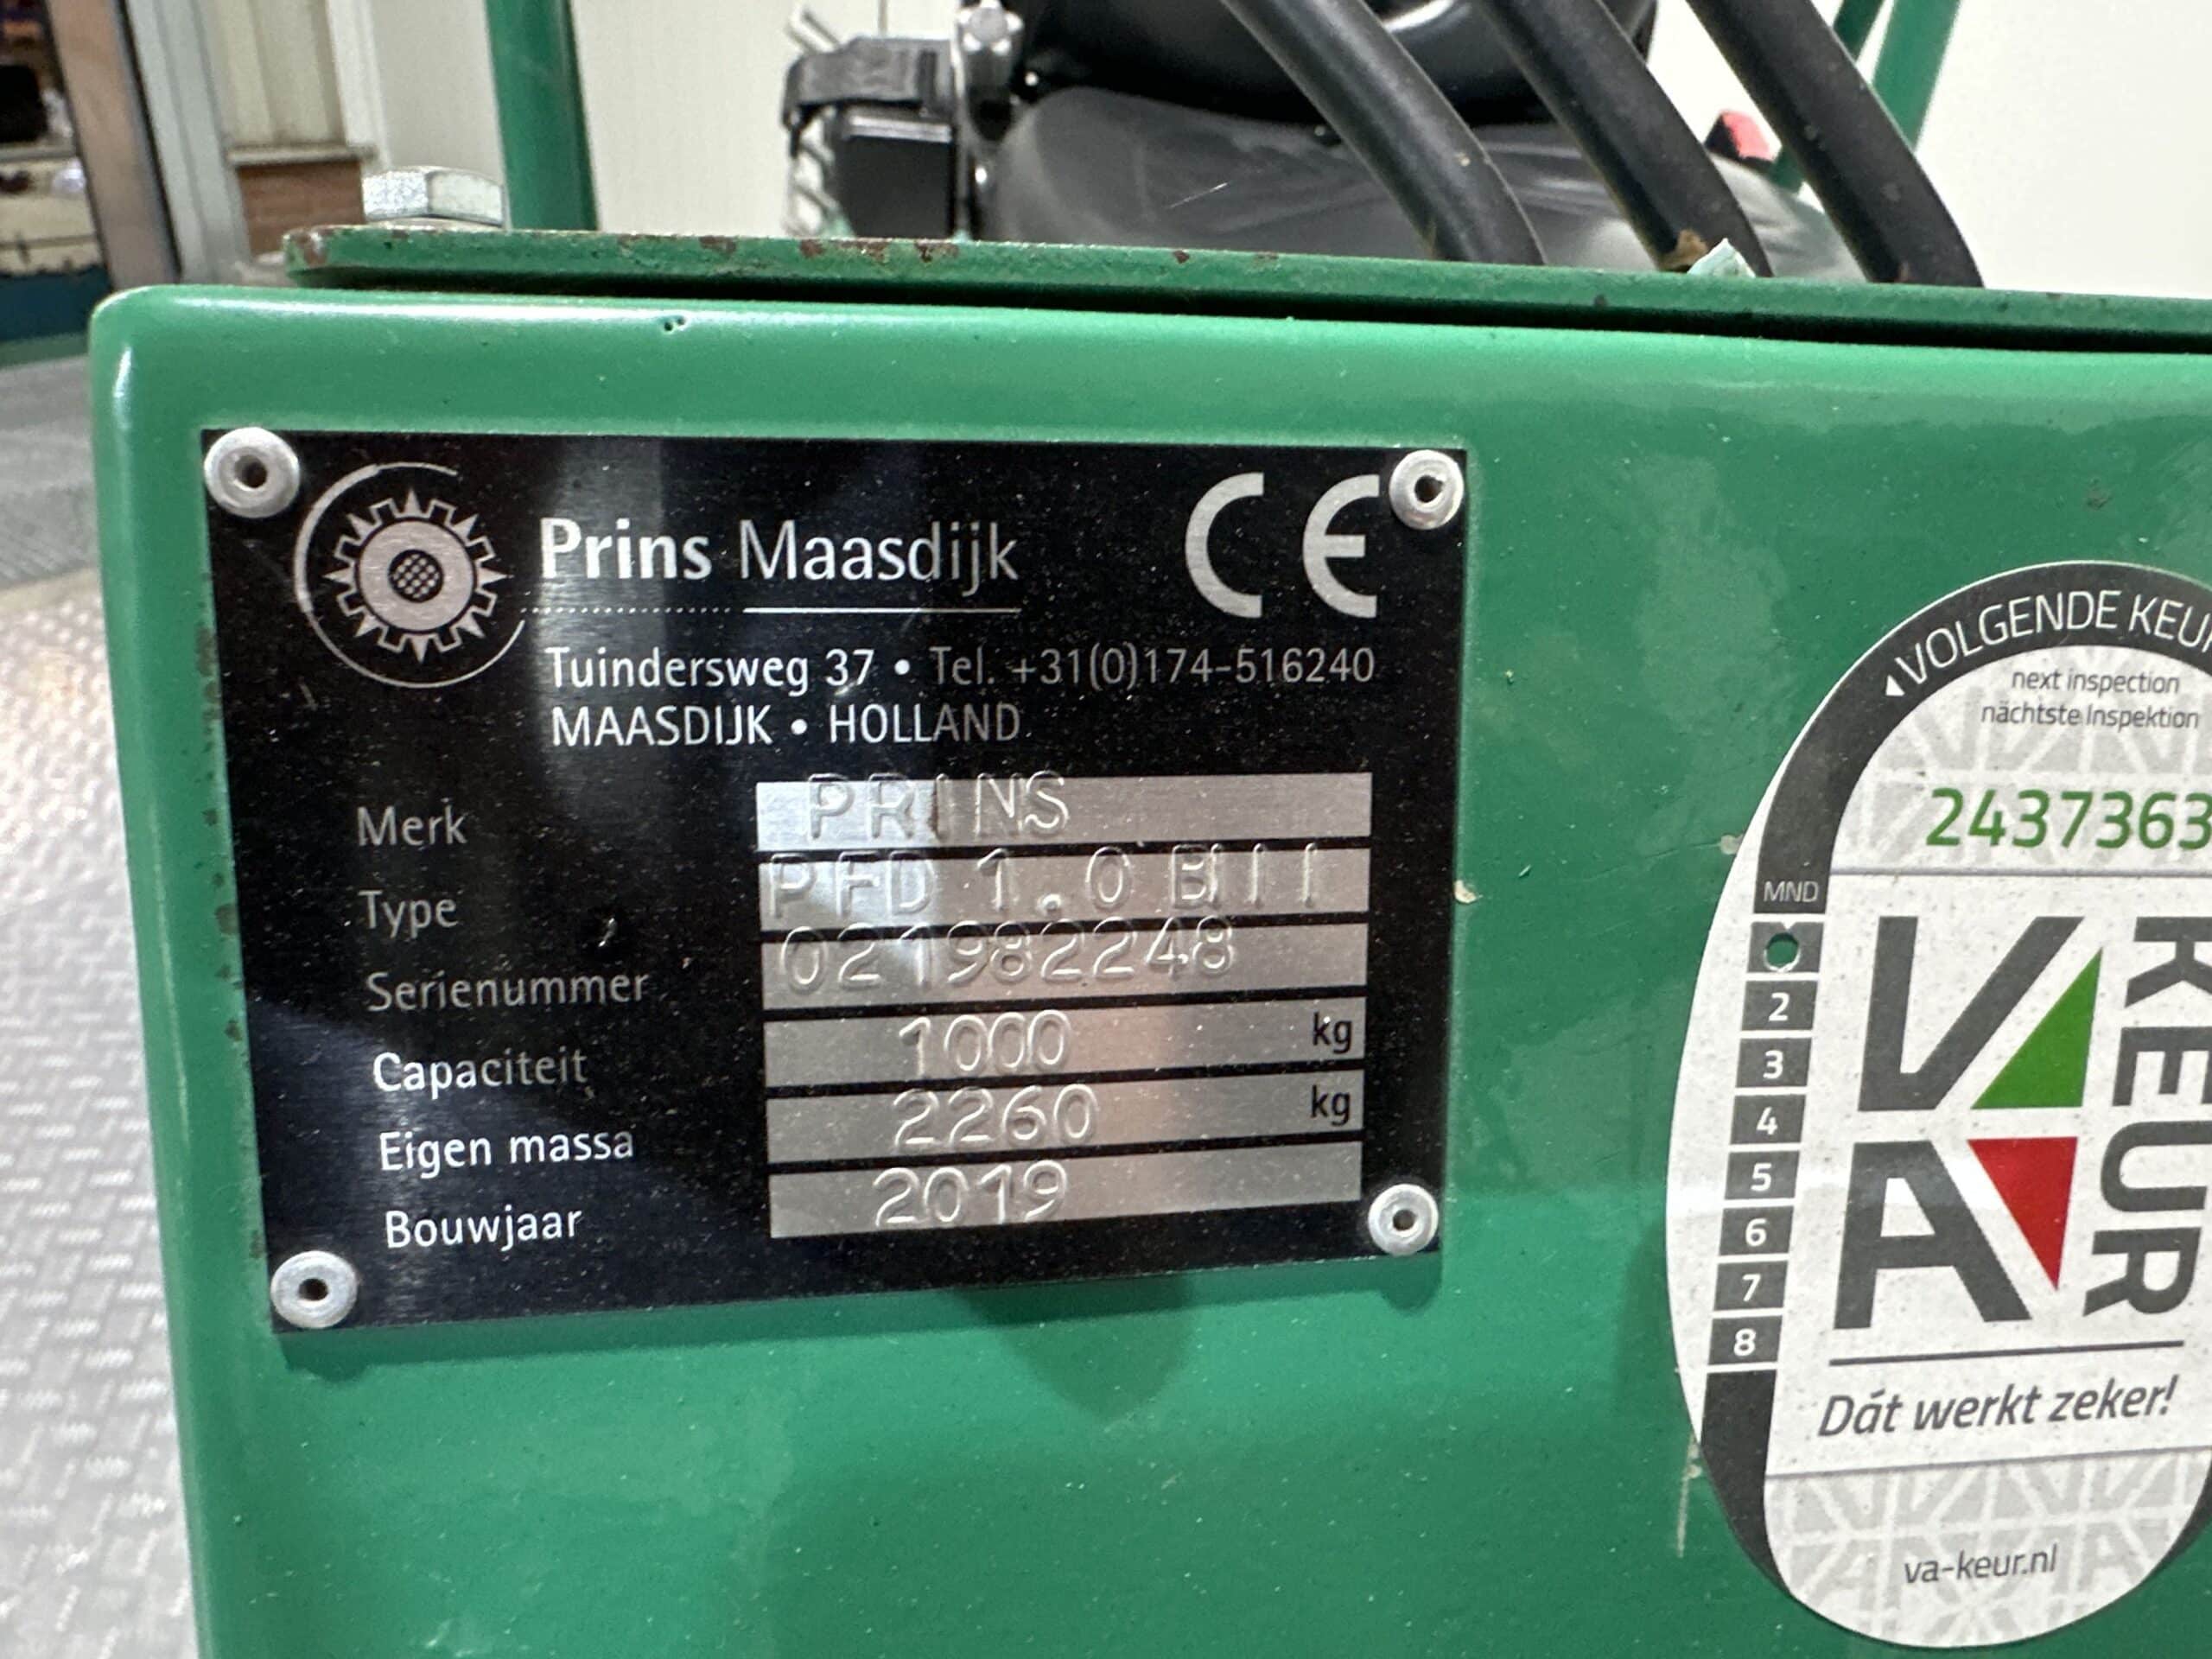 Prins Maasdijk
CE
Tuindersweg 37 • Tel. +31(0)174-516240
MAASDIJK • HOLLAND
Merk PRINS
Type PFD 1.0 BIII
Serienummer 021982248
Capaciteit 1000 kg
Eigen massa 2260 kg
Bouwjaar 2019
VOLGENDE
next inspection
nächtste Inspektion
2437363
MND
2
3
4
5
6
7
8
VA
KEUR
Dát werkt zeker!
va-keur.nl